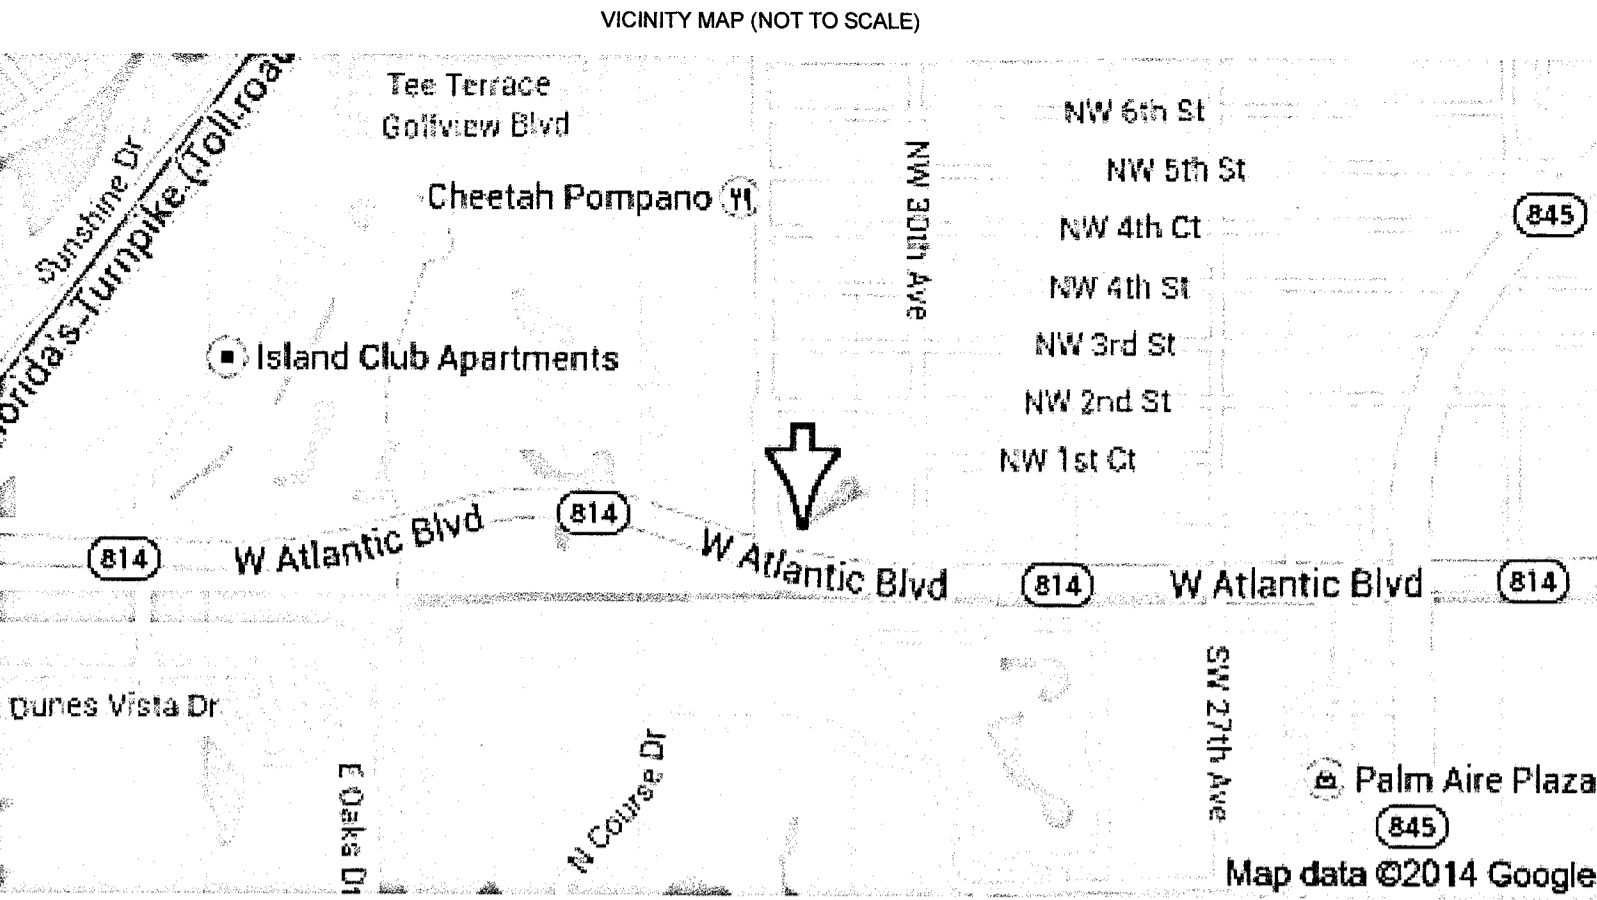 VICINITY MAP (NOT TO SCALE)
Tee Terrace
Golfview Blvd
NW 6th St
Sunshine Dr
Florida's Turnpike (Toll road)
NW 30th Ave
NW 5th St
Cheetah Pompano
845
NW 4th Ct
NW 4th St
NW 3rd St
Island Club Apartments
NW 2nd St
NW 1st Ct
814
W Atlantic Blvd
814
W Atlantic Blvd
814
W Atlantic Blvd
814
SW 27th Ave
Dunes Vista Dr
E Oaks Dr
N Course Dr
Palm Aire Plaza
845
Map data ©2014 Google